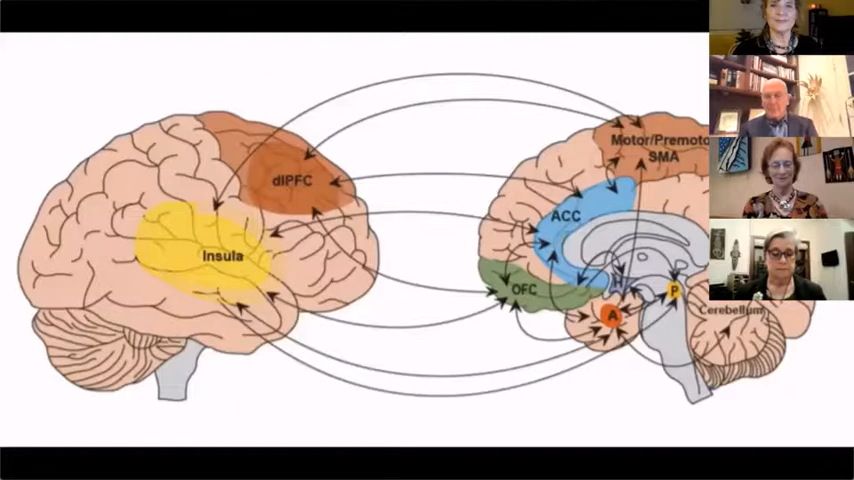 dlPFC
Insula
Motor/Premoto
SMA
ACC
OFC
H
P
A
Cerebellum